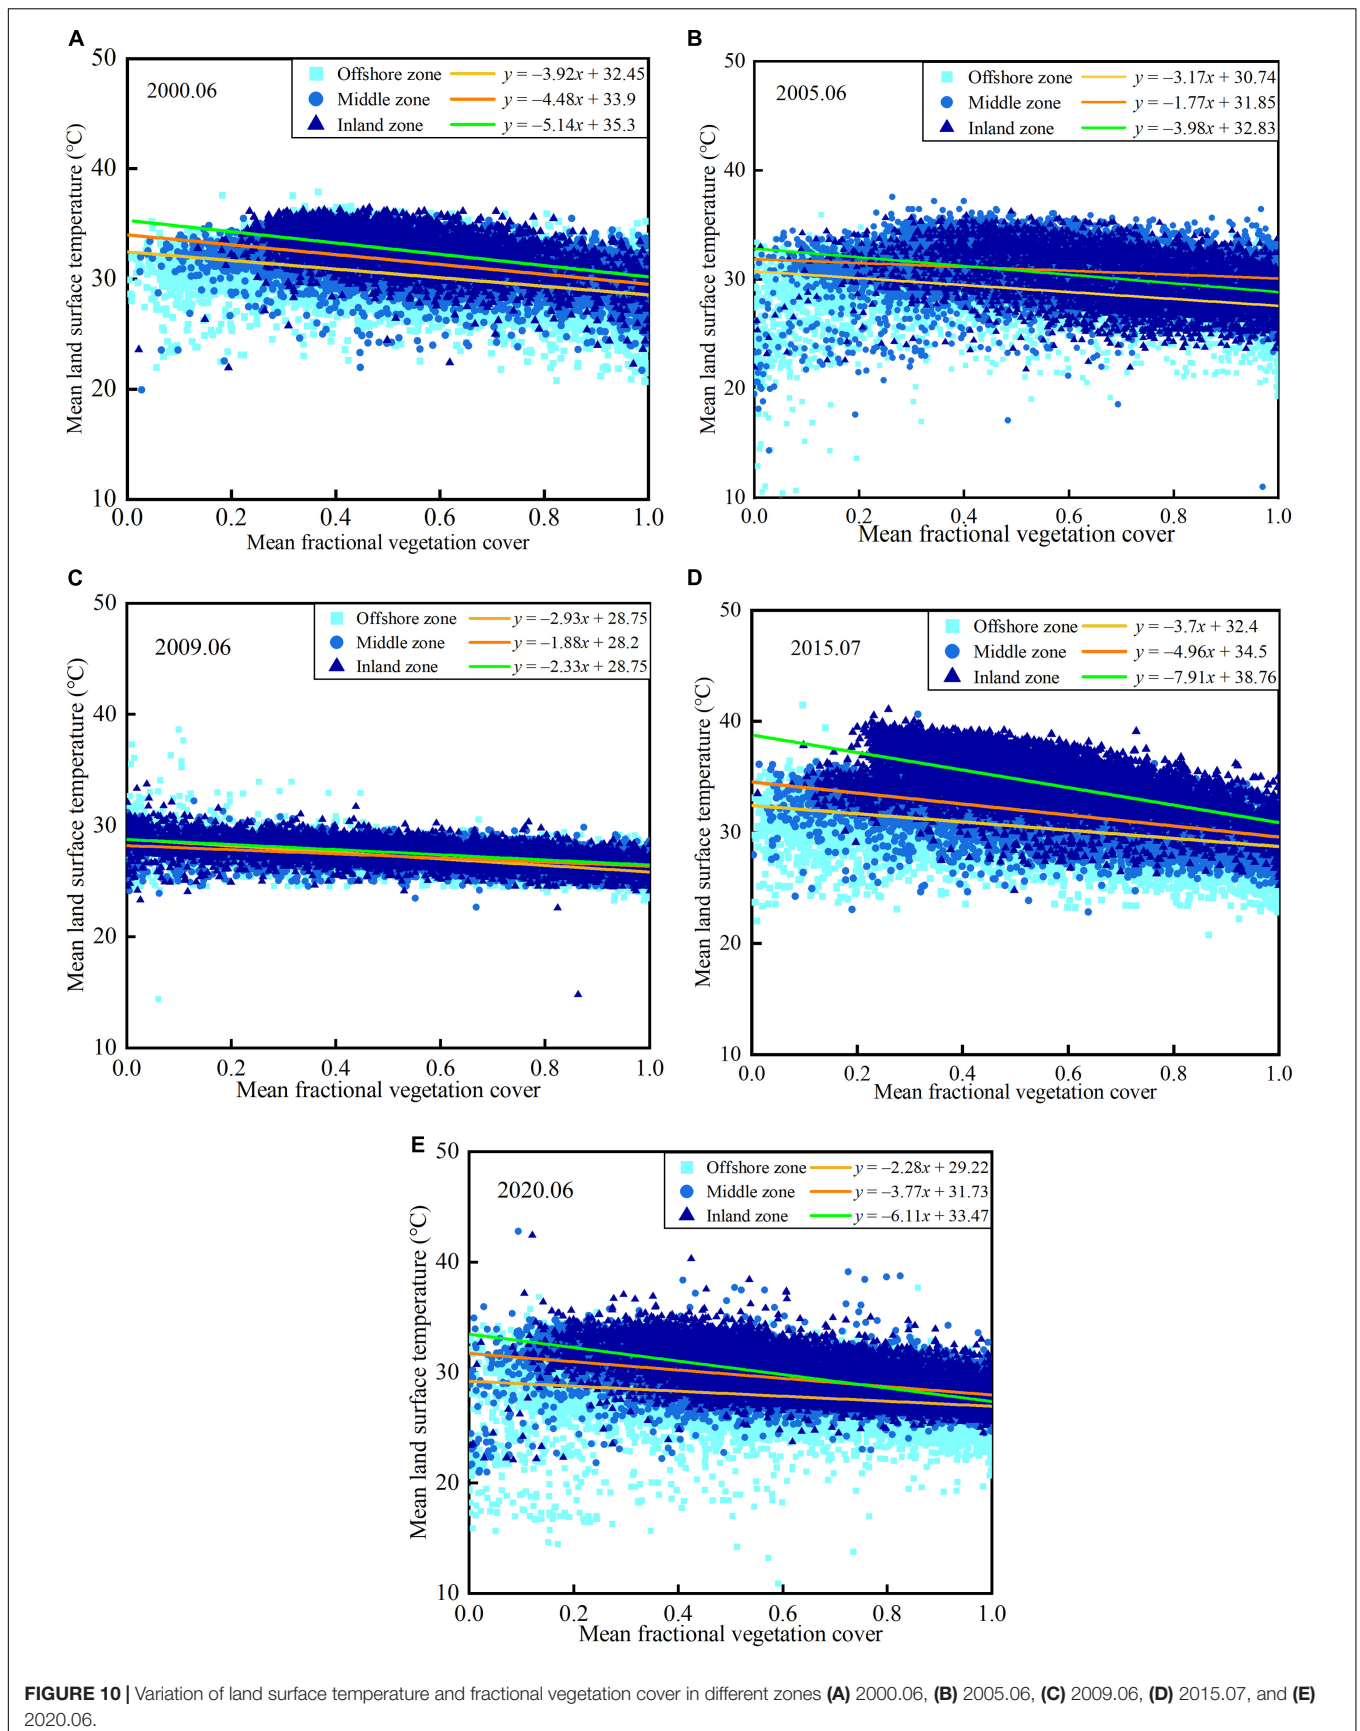 A
50
40
30
20
10
Mean land surface temperature (°C)
2000.06
Offshore zone y = –3.92x + 32.45
Middle zone y = –4.48x + 33.9
Inland zone y = –5.14x + 35.3
0.0 0.2 0.4 0.6 0.8 1.0
Mean fractional vegetation cover
B
50
40
30
20
10
Mean land surface temperature (°C)
2005.06
Offshore zone y = –3.17x + 30.74
Middle zone y = –1.77x + 31.85
Inland zone y = –3.98x + 32.83
0.0 0.2 0.4 0.6 0.8 1.0
Mean fractional vegetation cover
C
50
40
30
20
10
Mean land surface temperature (°C)
2009.06
Offshore zone y = –2.93x + 28.75
Middle zone y = –1.88x + 28.2
Inland zone y = –2.33x + 28.75
0.0 0.2 0.4 0.6 0.8 1.0
Mean fractional vegetation cover
D
50
40
30
20
10
Mean land surface temperature (°C)
2015.07
Offshore zone y = –3.7x + 32.4
Middle zone y = –4.96x + 34.5
Inland zone y = –7.91x + 38.76
0.0 0.2 0.4 0.6 0.8 1.0
Mean fractional vegetation cover
E
50
40
30
20
10
Mean land surface temperature (°C)
2020.06
Offshore zone y = –2.28x + 29.22
Middle zone y = –3.77x + 31.73
Inland zone y = –6.11x + 33.47
0.0 0.2 0.4 0.6 0.8 1.0
Mean fractional vegetation cover
FIGURE 10 | Variation of land surface temperature and fractional vegetation cover in different zones (A) 2000.06, (B) 2005.06, (C) 2009.06, (D) 2015.07, and (E)
2020.06.